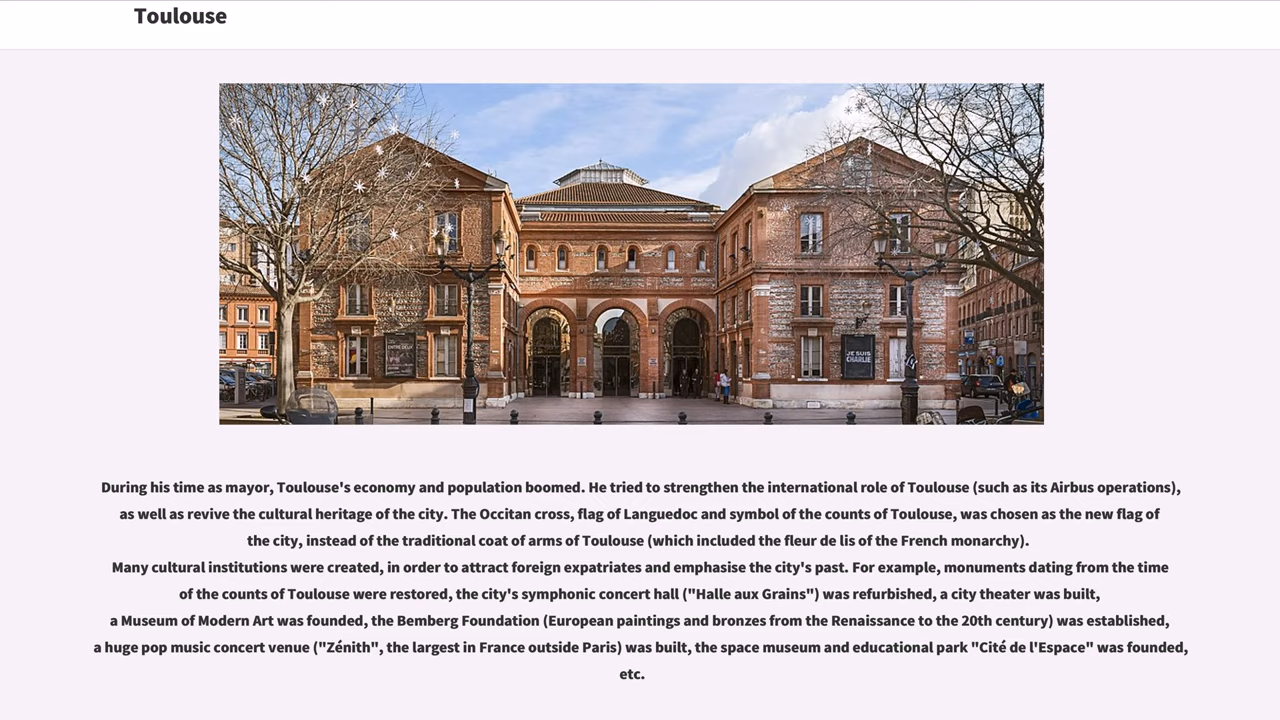 Toulouse
ENTRE DEUX
JE SUIS
CHARLIE
During his time as mayor, Toulouse's economy and population boomed. He tried to strengthen the international role of Toulouse (such as its Airbus operations),
as well as revive the cultural heritage of the city. The Occitan cross, flag of Languedoc and symbol of the counts of Toulouse, was chosen as the new flag of
the city, instead of the traditional coat of arms of Toulouse (which included the fleur de lis of the French monarchy).
Many cultural institutions were created, in order to attract foreign expatriates and emphasise the city's past. For example, monuments dating from the time
of the counts of Toulouse were restored, the city's symphonic concert hall ("Halle aux Grains") was refurbished, a city theater was built,
a Museum of Modern Art was founded, the Bemberg Foundation (European paintings and bronzes from the Renaissance to the 20th century) was established,
a huge pop music concert venue ("Zénith", the largest in France outside Paris) was built, the space museum and educational park "Cité de l'Espace" was founded,
etc.